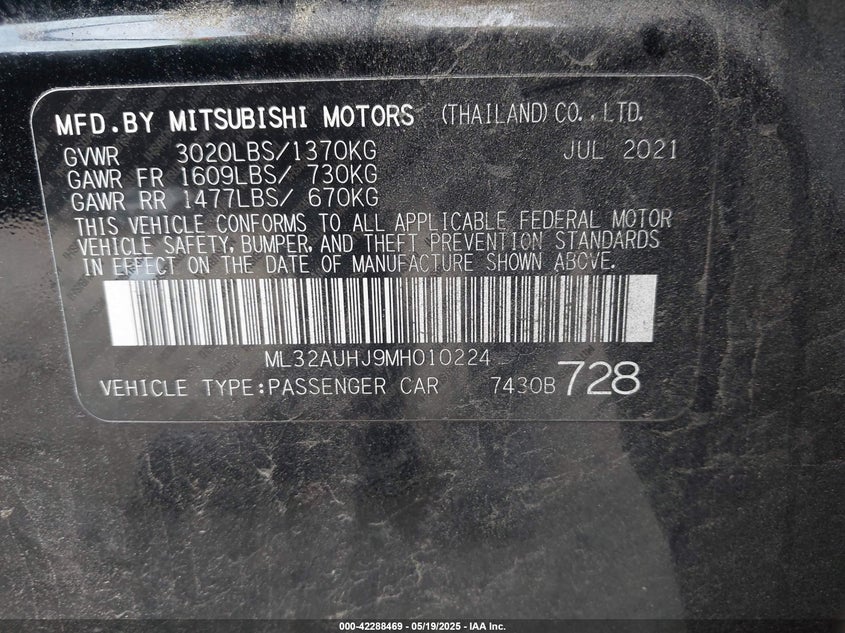 MFD.BY MITSUBISHI MOTORS (THAILAND)CO.,LTD.
GVWR 3020LBS/1370KG JUL 2021
GAWR FR 1609LBS/ 730KG
GAWR RR 1477LBS/ 670KG
THIS VEHICLE CONFORMS TO ALL APPLICABLE FEDERAL MOTOR
VEHICLE SAFETY, BUMPER, AND THEFT PREVENTION STANDARDS
IN EFFECT ON THE DATE OF MANUFACTURE SHOWN ABOVE.
ML32AUHJ9MH010224
VEHICLE TYPE:PASSENGER CAR 7430B 728
000-42288469 - 05/19/2025 - IAA Inc.